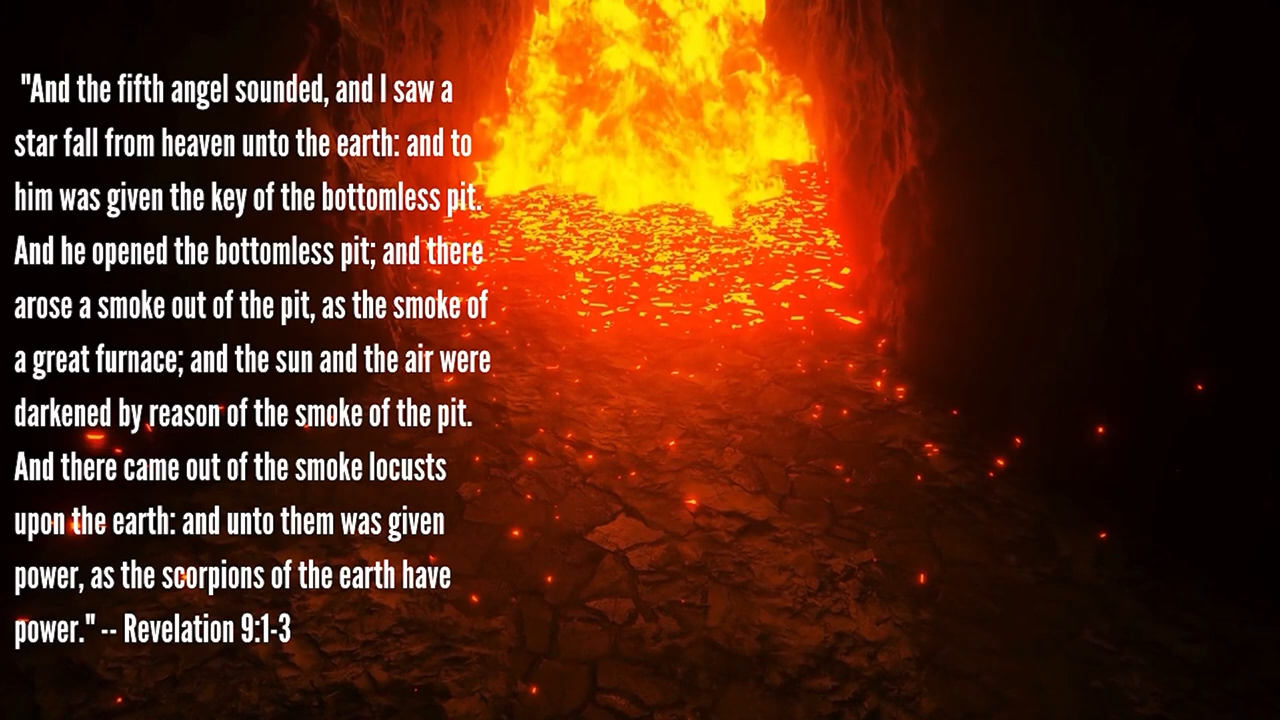 "And the fifth angel sounded, and I saw a
star fall from heaven unto the earth: and to
him was given the key of the bottomless pit.
And he opened the bottomless pit; and there
arose a smoke out of the pit, as the smoke of
a great furnace; and the sun and the air were
darkened by reason of the smoke of the pit.
And there came out of the smoke locusts
upon the earth: and unto them was given
power, as the scorpions of the earth have
power." -- Revelation 9:1-3